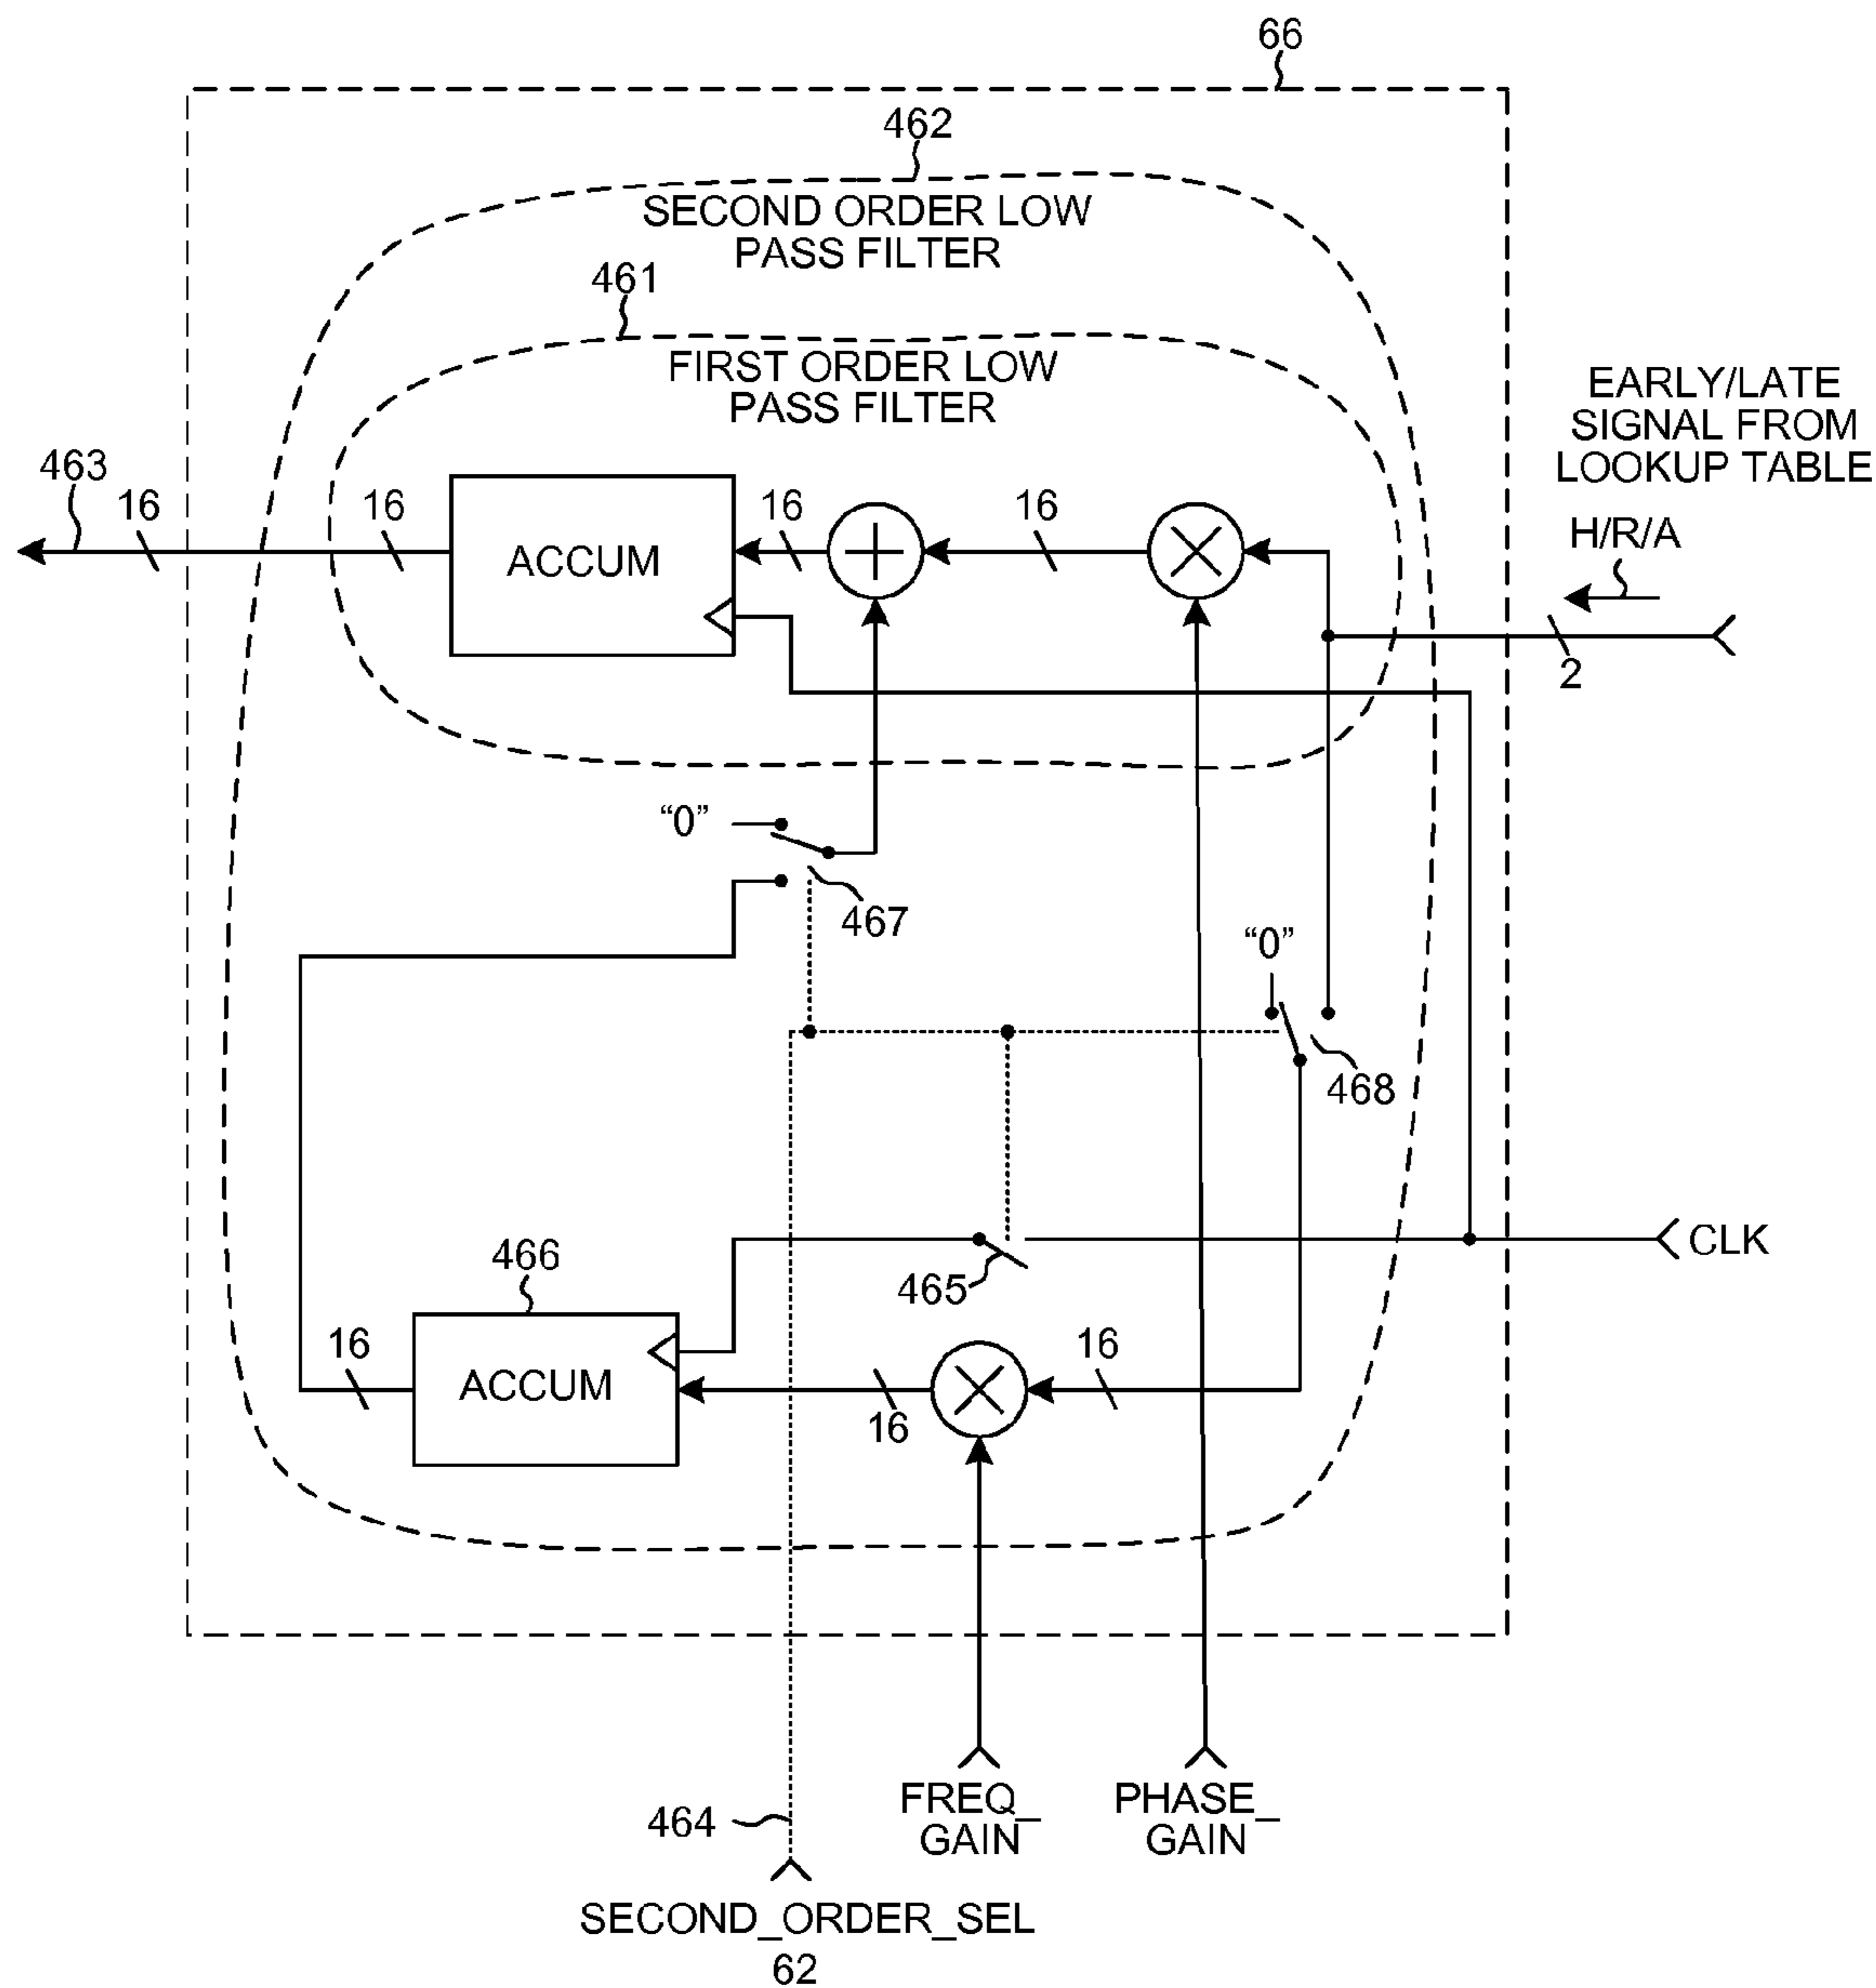 66
462
SECOND ORDER LOW
PASS FILTER
461
FIRST ORDER LOW
PASS FILTER
EARLY/LATE
SIGNAL FROM
LOOKUP TABLE
H/R/A
463
16
16
ACCUM
16
16
2
“0”
467
“0”
468
CLK
465
466
ACCUM
16
16
16
FREQ_
GAIN
PHASE_
GAIN
464
SECOND_ORDER_SEL
62